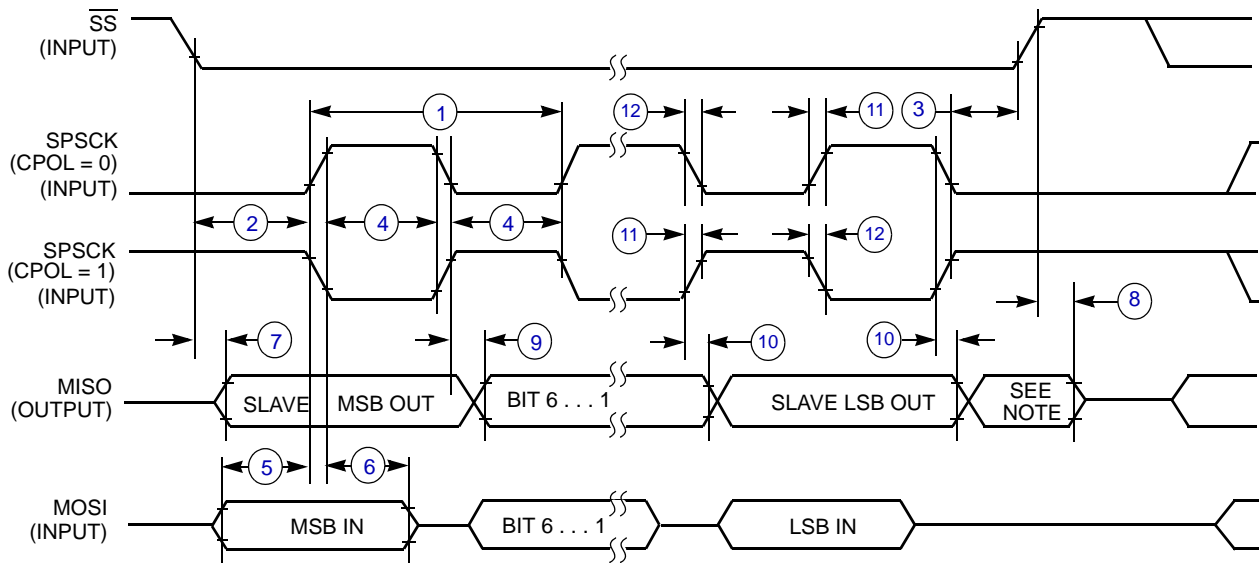 SS
(INPUT)
1
12
11
3
SPSCK
(CPOL = 0)
(INPUT)
2
4
4
11
12
SPSCK
(CPOL = 1)
(INPUT)
7
9
10
10
8
MISO
(OUTPUT)
SLAVE MSB OUT
BIT 6 . . . 1
SLAVE LSB OUT
SEE
NOTE
5
6
MOSI
(INPUT)
MSB IN
BIT 6 . . . 1
LSB IN